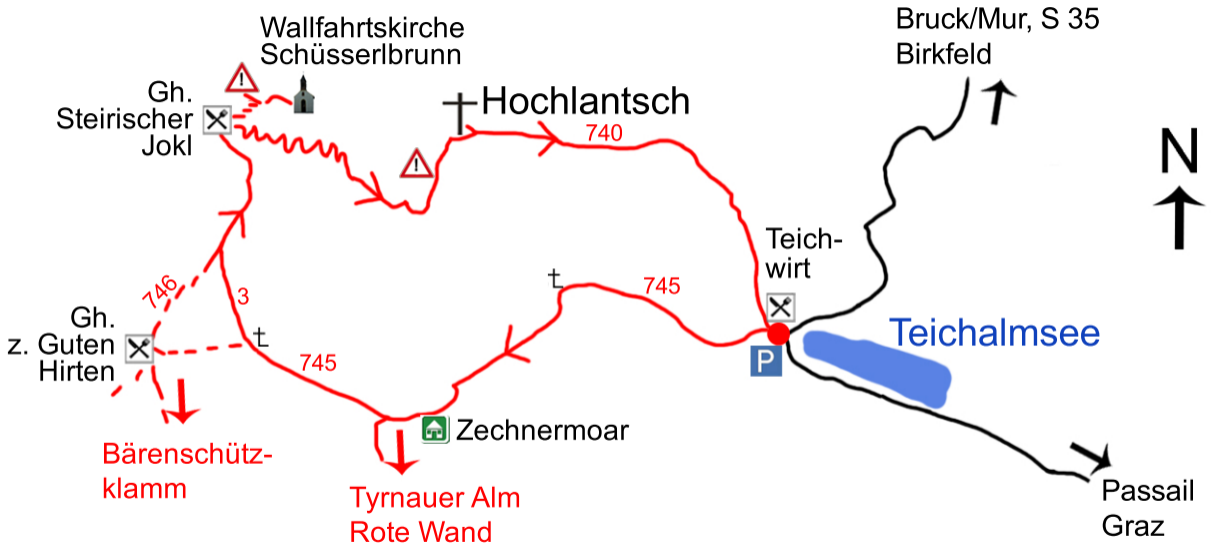 Bruck/Mur, S 35
Birkfeld
Wallfahrtskirche
Schüsserlbrunn
Gh.
Steirischer
Jokl
Hochlantsch
740
N
Teich-
wirt
746
3
745
Gh.
z. Guten
Hirten
745
P
Teichalmsee
Zechnermoar
Bärenschütz-
klamm
Tyrnauer Alm
Rote Wand
Passail
Graz